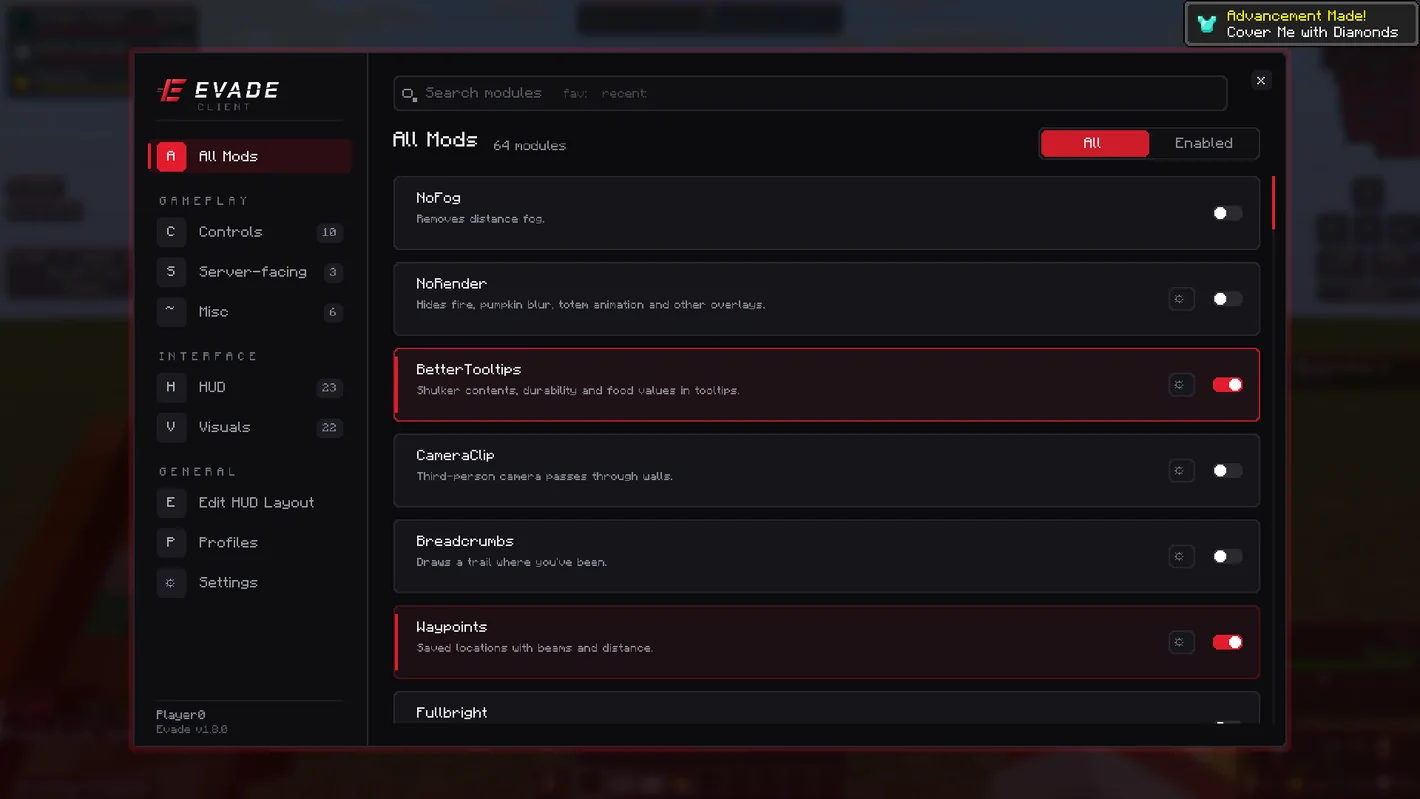 Advancement Made!
Cover Me with Diamonds
EVADE
CLIENT
Search modules fav: recent
All Mods 64 modules
All Enabled
A All Mods
GAMEPLAY
C Controls 10
S Server-facing 3
~ Misc 6
INTERFACE
H HUD 23
V Visuals 22
GENERAL
E Edit HUD Layout
P Profiles
Settings
Player0
Evade v1.8.0
NoFog
Removes distance fog.
NoRender
Hides fire, pumpkin blur, totem animation and other overlays.
BetterTooltips
Shulker contents, durability and food values in tooltips.
CameraClip
Third-person camera passes through walls.
Breadcrumbs
Draws a trail where you've been.
Waypoints
Saved locations with beams and distance.
Fullbright